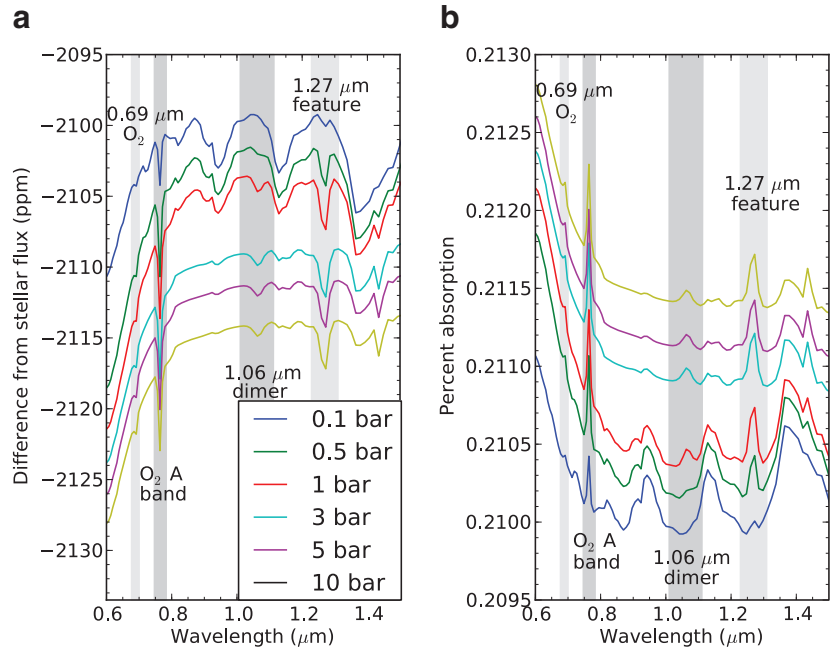 a
−2095
−2100
−2105
−2110
−2115
−2120
−2125
−2130
Difference from stellar flux (ppm)
0.69 μm
O₂
1.27 μm
feature
1.06 μm
dimer
O₂ A
band
0.1 bar
0.5 bar
1 bar
3 bar
5 bar
10 bar
0.6 0.8 1.0 1.2 1.4
Wavelength (μm)
b
0.2130
0.2125
0.2120
0.2115
0.2110
0.2105
0.2100
0.2095
Percent absorption
0.69 μm
O₂
1.27 μm
feature
O₂ A
band
1.06 μm
dimer
0.6 0.8 1.0 1.2 1.4
Wavelength (μm)